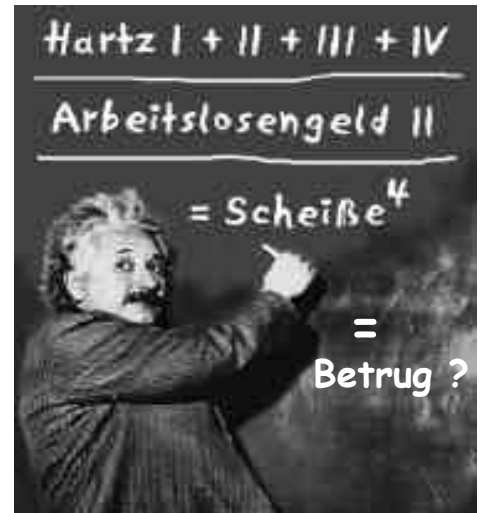 Hartz I + II + III + IV
Arbeitslosengeld II
= Scheiße⁴
=
Betrug ?